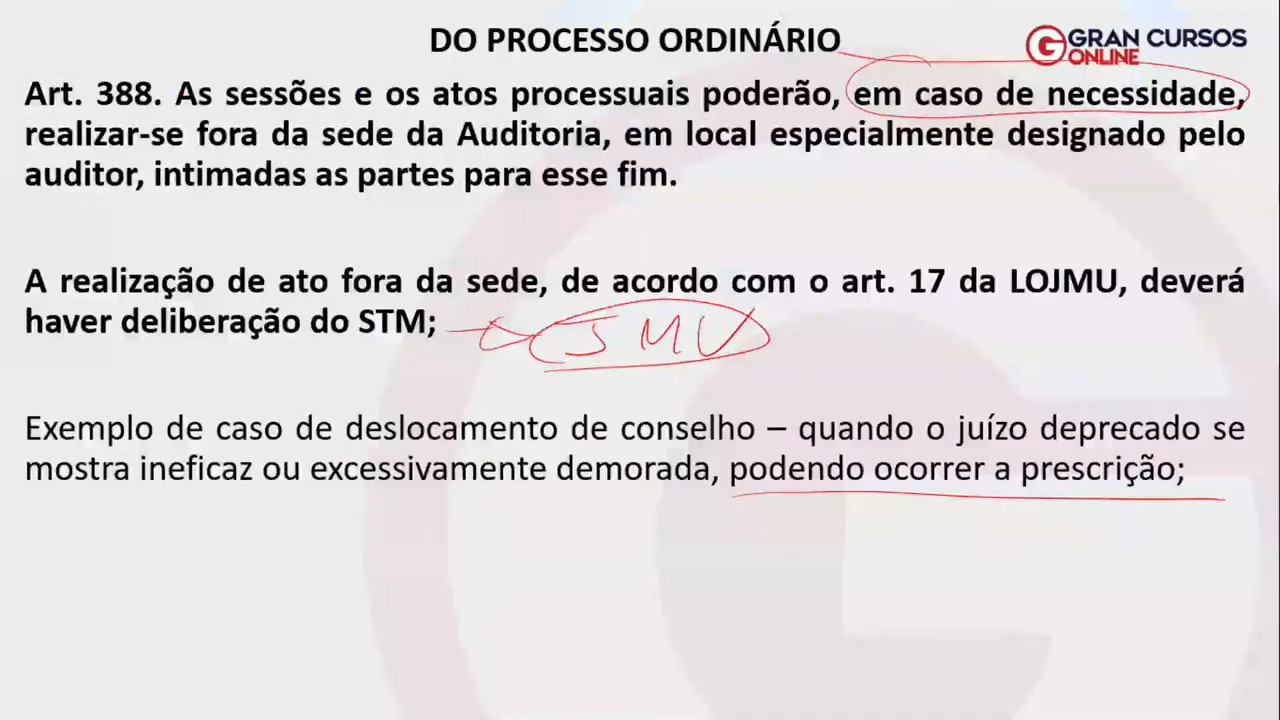 DO PROCESSO ORDINÁRIO
GRAN CURSOS
ONLINE
Art. 388. As sessões e os atos processuais poderão, em caso de necessidade,
realizar-se fora da sede da Auditoria, em local especialmente designado pelo
auditor, intimadas as partes para esse fim.
A realização de ato fora da sede, de acordo com o art. 17 da LOJMU, deverá
haver deliberação do STM;
JMU
Exemplo de caso de deslocamento de conselho – quando o juízo deprecado se
mostra ineficaz ou excessivamente demorada, podendo ocorrer a prescrição;